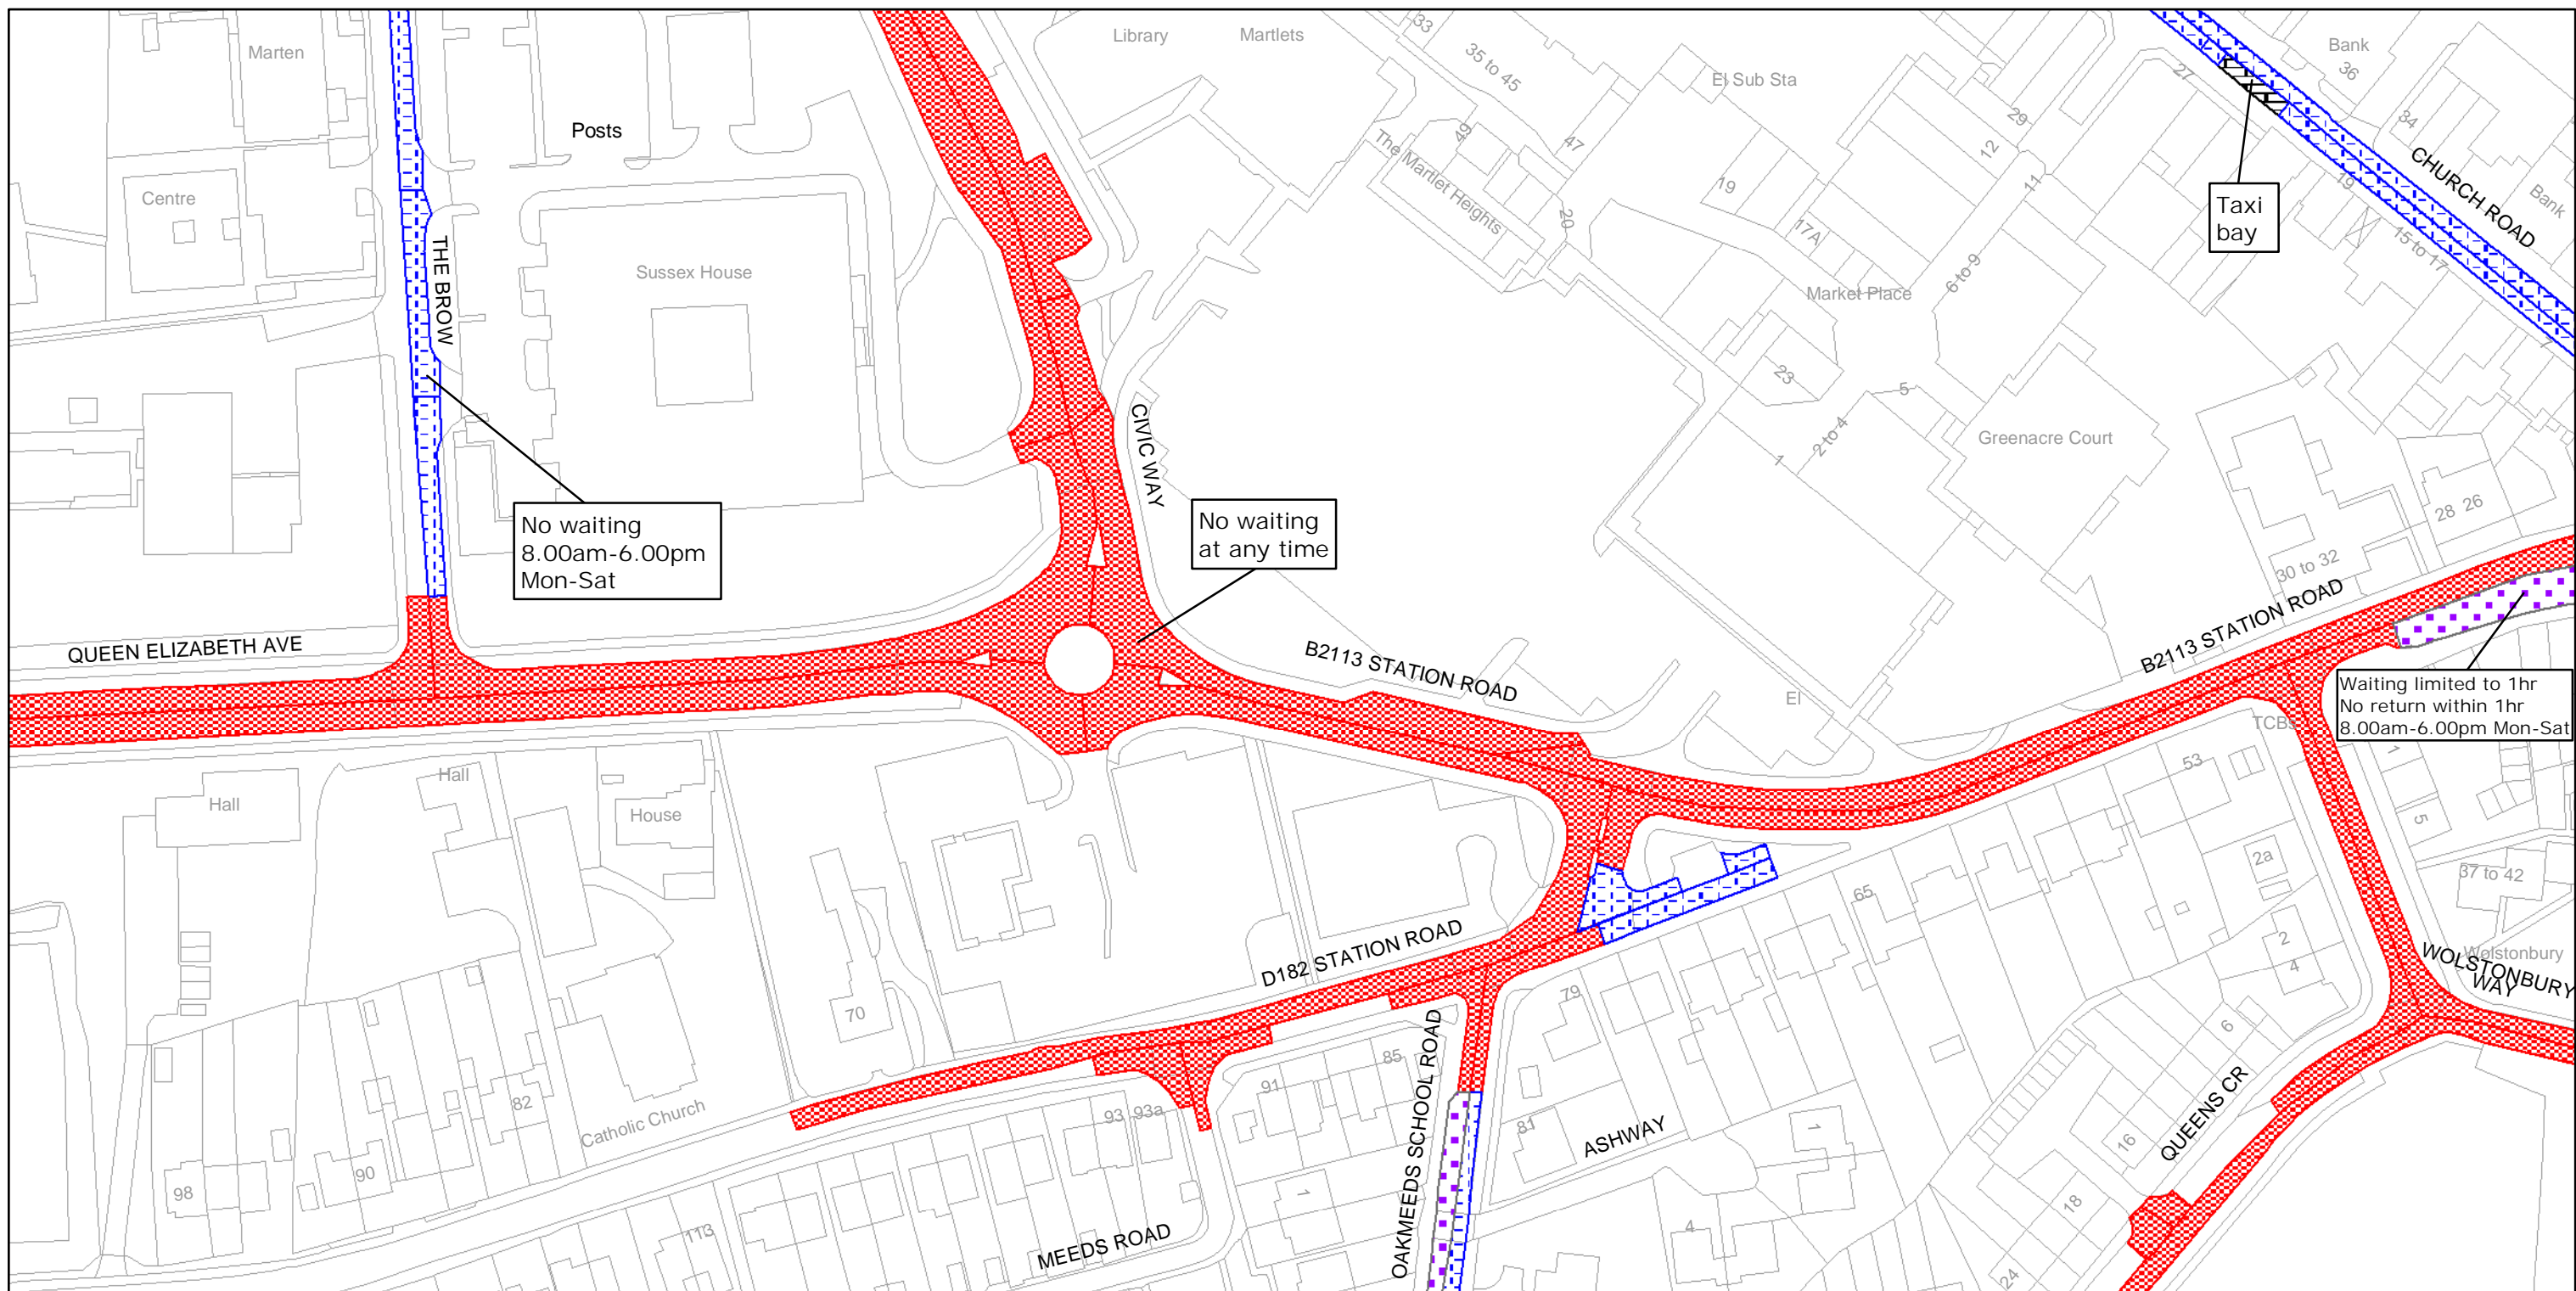 Marten
Library
Martlets
33
35 to 45
El Sub Sta
27
Bank
36
34
Posts
Centre
49
47
The Martlet Heights
20
19
17A
29
12
11
6 to 9
Taxi
bay
CHURCH ROAD
19
15 to 17
Bank
7
THE BROW
Sussex House
Market Place
23
5
2 to 4
1
Greenacre Court
CIVIC WAY
No waiting
8.00am-6.00pm
Mon-Sat
No waiting
at any time
28 26
30 to 32
QUEEN ELIZABETH AVE
B2113 STATION ROAD
B2113 STATION ROAD
El
Waiting limited to 1hr
No return within 1hr
8.00am-6.00pm Mon-Sat
TCBs
Hall
Hall
House
53
1
5
2a
37 to 42
65
2
4
Wolstonbury
WOLSTONBURY
WAY
D182 STATION ROAD
70
79
6
82
Catholic Church
93
93a
91
85
OAKMEEDS SCHOOL ROAD
81
ASHWAY
1
16
QUEENS CR
98
90
113
MEEDS ROAD
1
4
18
24